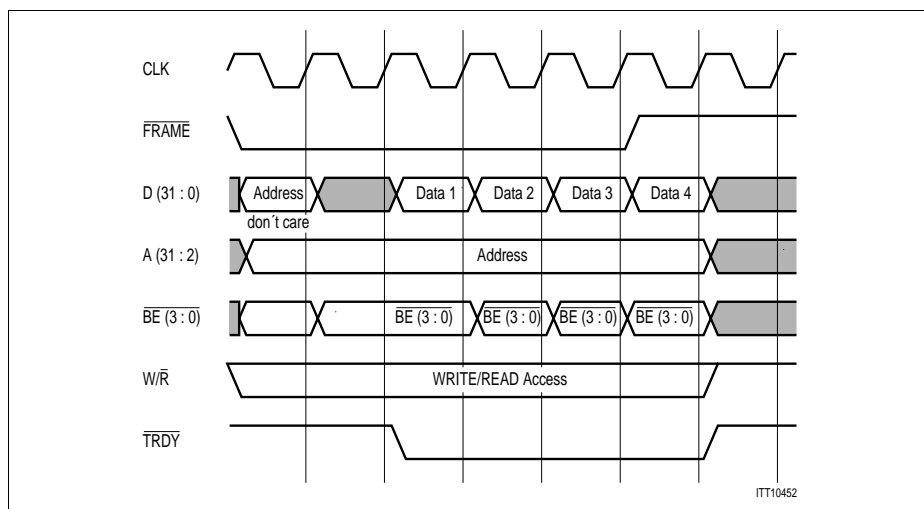 CLK
FRAME
D (31 : 0) Address Data 1 Data 2 Data 3 Data 4
don´t care
A (31 : 2) Address
BE (3 : 0) BE (3 : 0) BE (3 : 0) BE (3 : 0) BE (3 : 0)
W/R WRITE/READ Access
TRDY
ITT10452